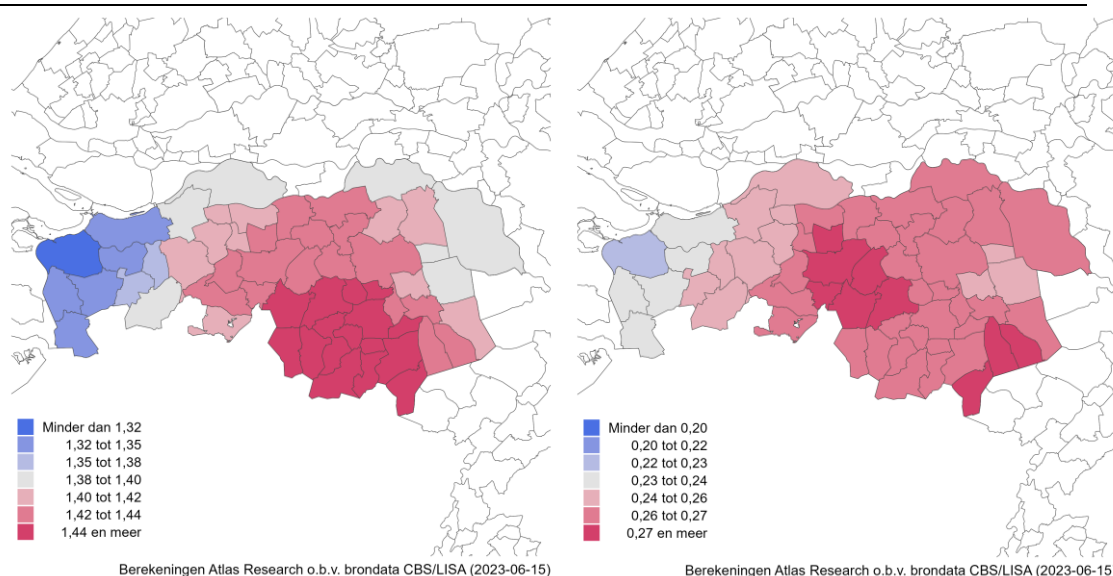 Minder dan 1,32
1,32 tot 1,35
1,35 tot 1,38
1,38 tot 1,40
1,40 tot 1,42
1,42 tot 1,44
1,44 en meer
Berekeningen Atlas Research o.b.v. brondata CBS/LISA (2023-06-15)
Minder dan 0,20
0,20 tot 0,22
0,22 tot 0,23
0,23 tot 0,24
0,24 tot 0,26
0,26 tot 0,27
0,27 en meer
Berekeningen Atlas Research o.b.v. brondata CBS/LISA (2023-06-15)